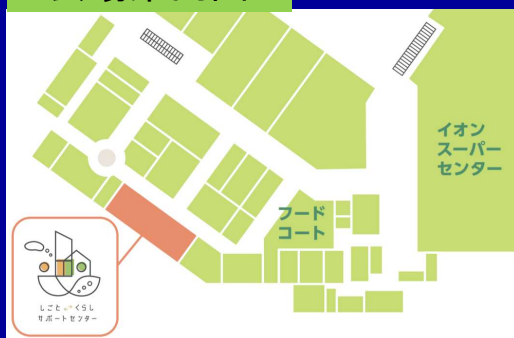 イオン
スーパー
センター
フード
コート
しごと
くらし
サポートセンター